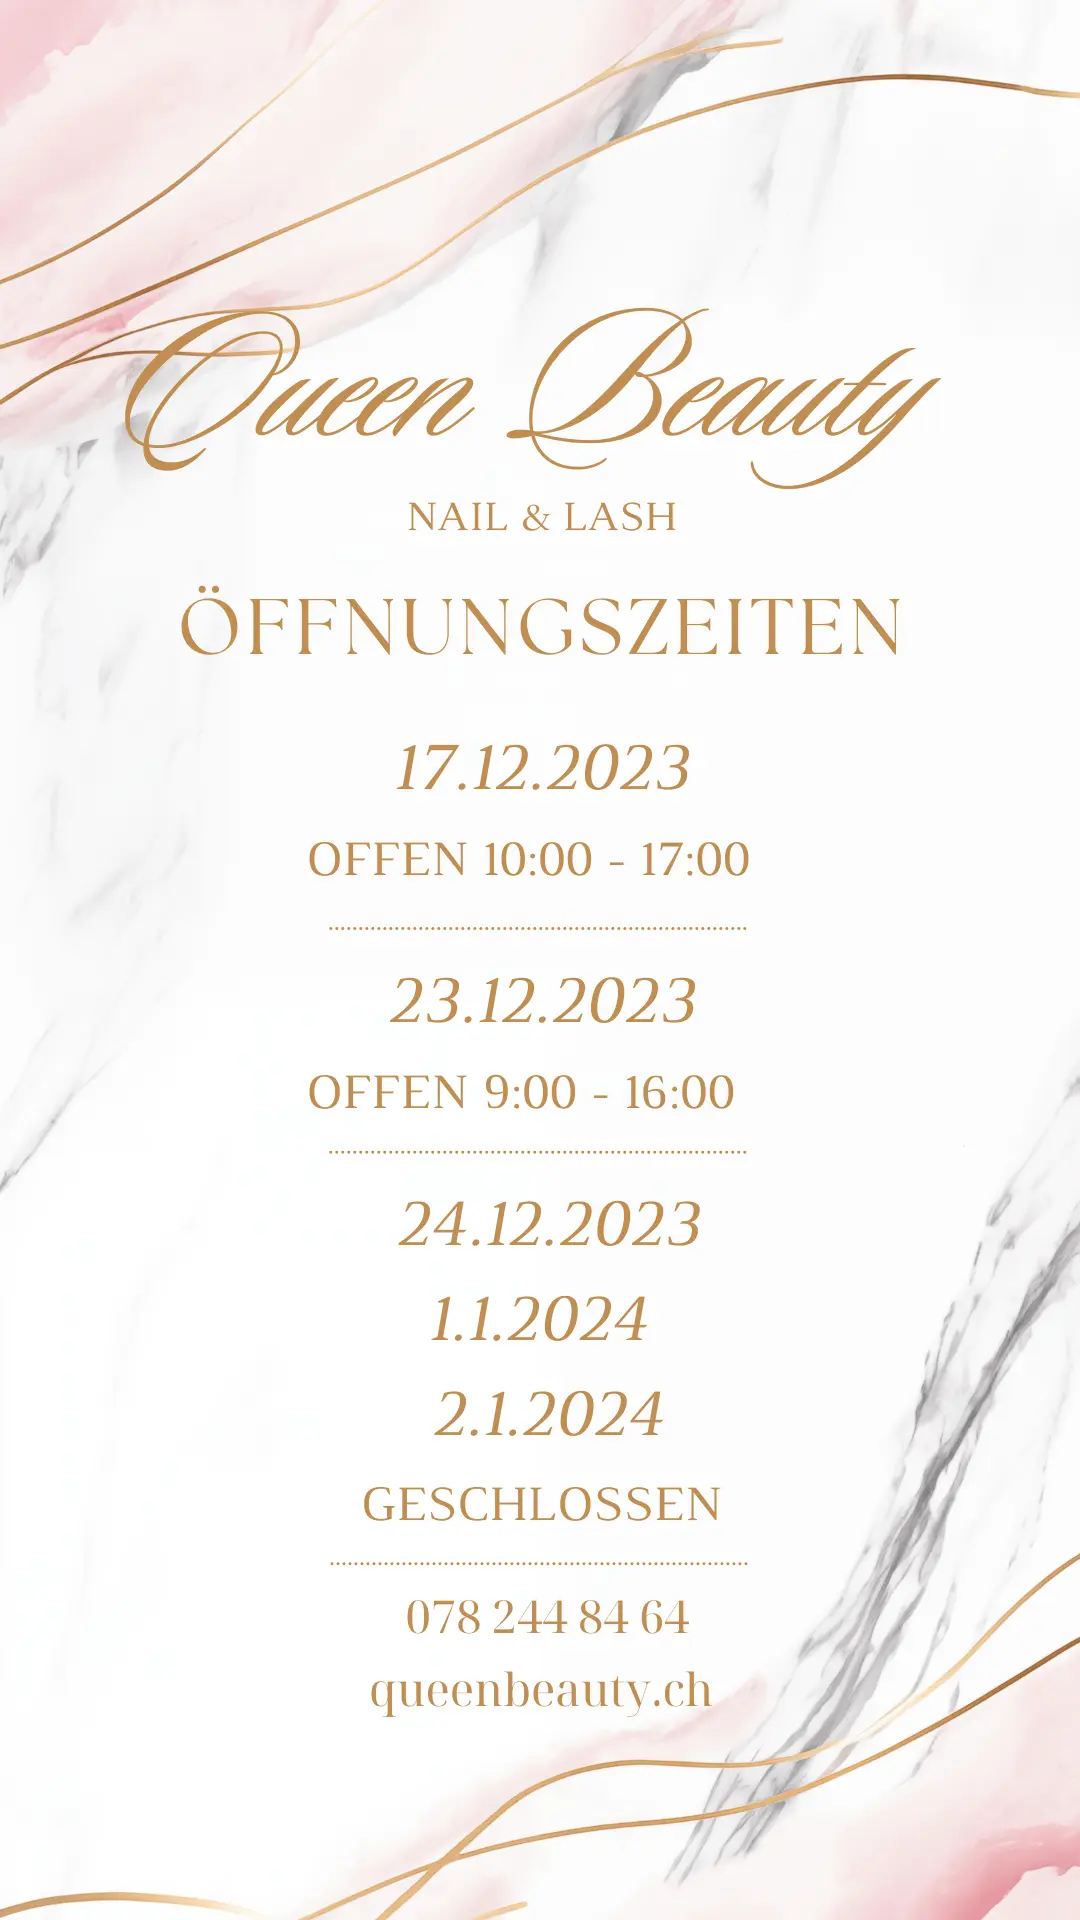 Queen Beauty
NAIL & LASH
ÖFFNUNGSZEITEN
17.12.2023
OFFEN 10:00 - 17:00
23.12.2023
OFFEN 9:00 - 16:00
24.12.2023
1.1.2024
2.1.2024
GESCHLOSSEN
078 244 84 64
queenbeauty.ch